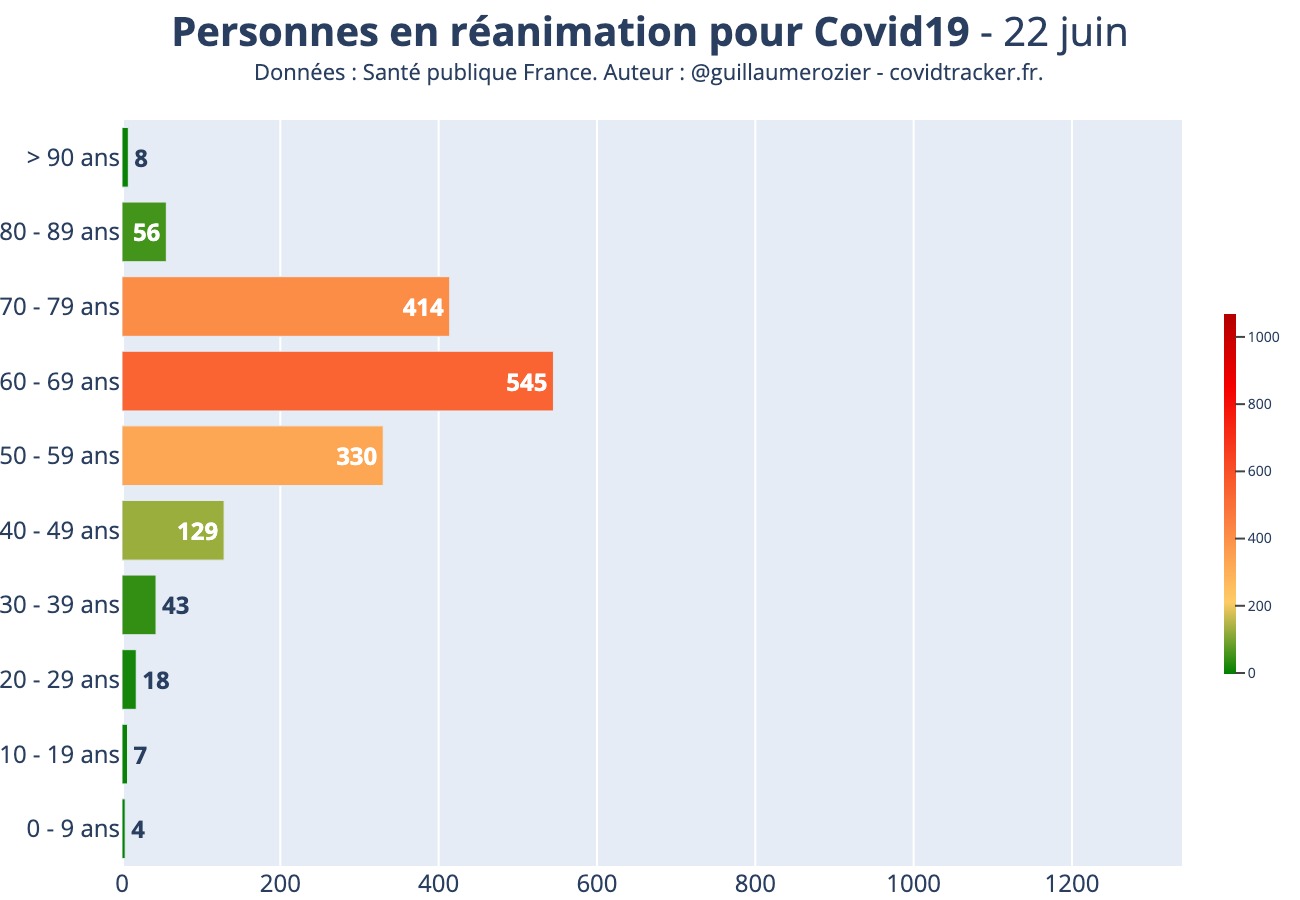 Personnes en réanimation pour Covid19 - 22 juin
Données : Santé publique France. Auteur : @guillaumerozier - covidtracker.fr.
> 90 ans 8
80 - 89 ans 56
70 - 79 ans 414
60 - 69 ans 545
50 - 59 ans 330
40 - 49 ans 129
30 - 39 ans 43
20 - 29 ans 18
10 - 19 ans 7
0 - 9 ans 4
0 200 400 600 800 1000 1200
1000
800
600
400
200
0